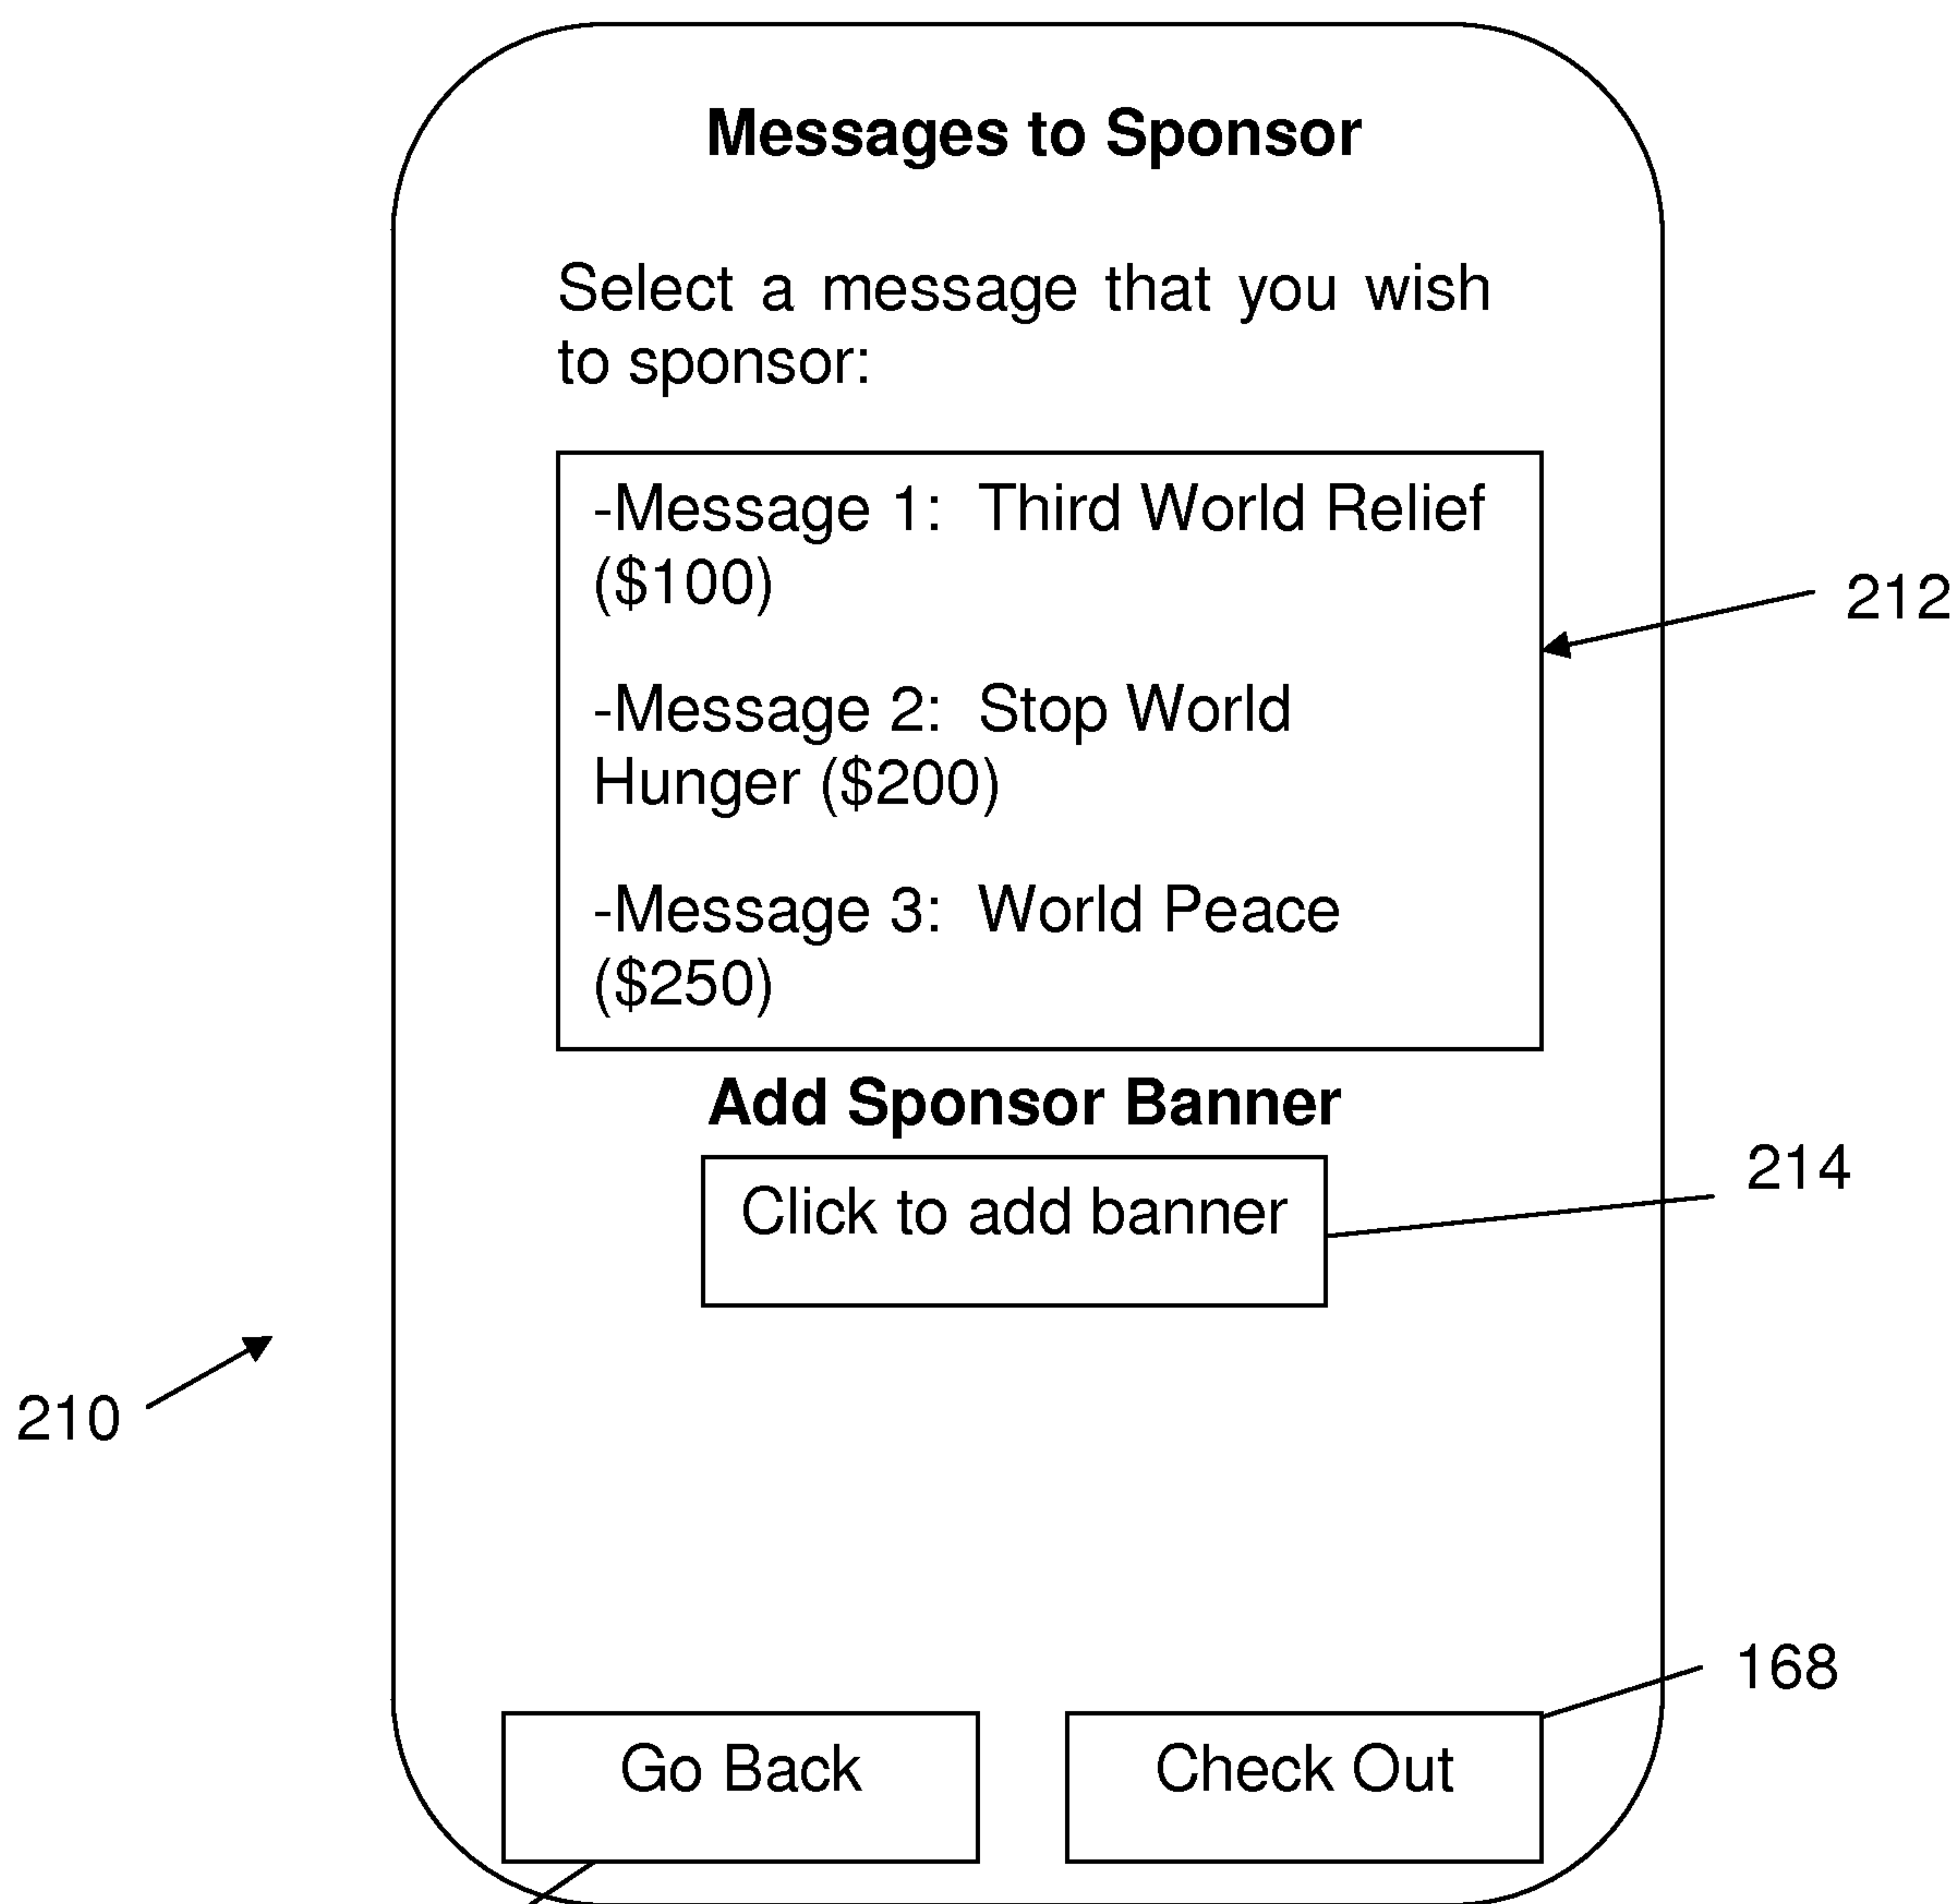 Messages to Sponsor
Select a message that you wish
to sponsor:
-Message 1: Third World Relief
($100)
212
-Message 2: Stop World
Hunger ($200)
-Message 3: World Peace
($250)
Add Sponsor Banner
214
Click to add banner
210
168
Go Back
Check Out